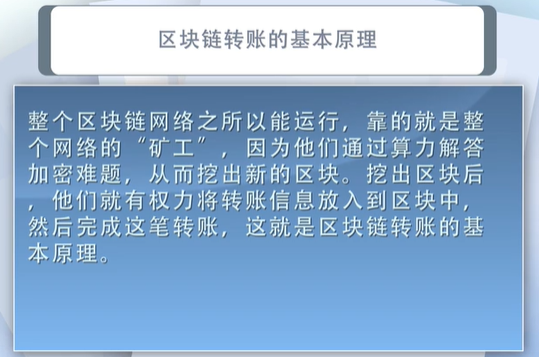 区块链转账的基本原理
整个区块链网络之所以能运行，靠的就是整
个网络的“矿工”，因为他们通过算力解答
加密难题，从而挖出新的区块。挖出区块后
，他们就有权力将转账信息放入到区块中，
然后完成这笔转账，这就是区块链转账的基
本原理。